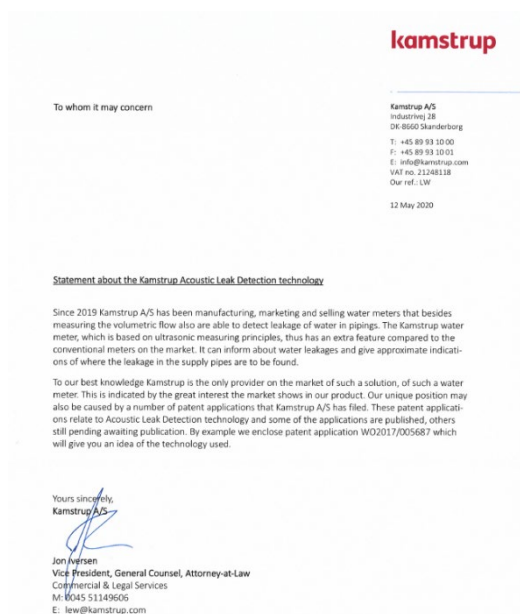 kamstrup
To whom it may concern
Kamstrup A/S
Industrivej 28
DK-8660 Skanderborg
T: +45 89 93 10 00
F: +45 89 93 10 01
E: info@kamstrup.com
VAT no. 21248118
Our ref.: LW
12 May 2020
Statement about the Kamstrup Acoustic Leak Detection technology
Since 2019 Kamstrup A/S has been manufacturing, marketing and selling water meters that besides
measuring the volumetric flow also are able to detect leakage of water in pipings. The Kamstrup water
meter, which is based on ultrasonic measuring principles, thus has an extra feature compared to the
conventional meters on the market. It can inform about water leakages and give approximate indicati-
ons of where the leakage in the supply pipes are to be found.
To our best knowledge Kamstrup is the only provider on the market of such a solution, of such a water
meter. This is indicated by the great interest the market shows in our product. Our unique position may
also be caused by a number of patent applications that Kamstrup A/S has filed. These patent applicati-
ons relate to Acoustic Leak Detection technology and some of the applications are published, others
still pending awaiting publication. By example we enclose patent application WO2017/005687 which
will give you an idea of the technology used.
Yours sincerely,
Kamstrup A/S
Jon Iversen
Vice President, General Counsel, Attorney-at-Law
Commercial & Legal Services
M: 0045 51149606
E: lew@kamstrup.com